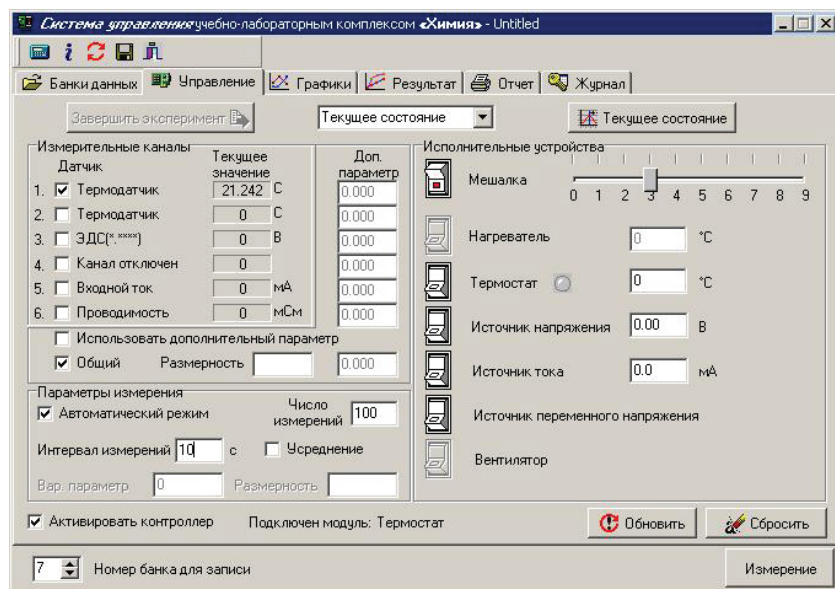 Система управления учебно-лабораторным комплексом «Химия» - Untitled
Банки данных Управление Графики Результат Отчет Журнал
Завершить эксперимент Текущее состояние Текущее состояние
Измерительные каналы
Датчик Текущее значение Доп. параметр
1. Термодатчик 21.242 С 0.000
2. Термодатчик 0 С 0.000
3. ЭДС(*.****) 0 В 0.000
4. Канал отключен 0 0.000
5. Входной ток 0 мА 0.000
6. Проводимость 0 мСм 0.000
Использовать дополнительный параметр
Общий Размерность 0.000
Параметры измерения
Автоматический режим Число измерений 100
Интервал измерений 10 с Усреднение
Вар. параметр 0 Размерность
Исполнительные устройства
Мешалка 0 1 2 3 4 5 6 7 8 9
Нагреватель 0 °С
Термостат 0 °С
Источник напряжения 0.00 В
Источник тока 0.0 мА
Источник переменного напряжения
Вентилятор
Активировать контроллер Подключен модуль: Термостат Обновить Сбросить
7 Номер банка для записи Измерение